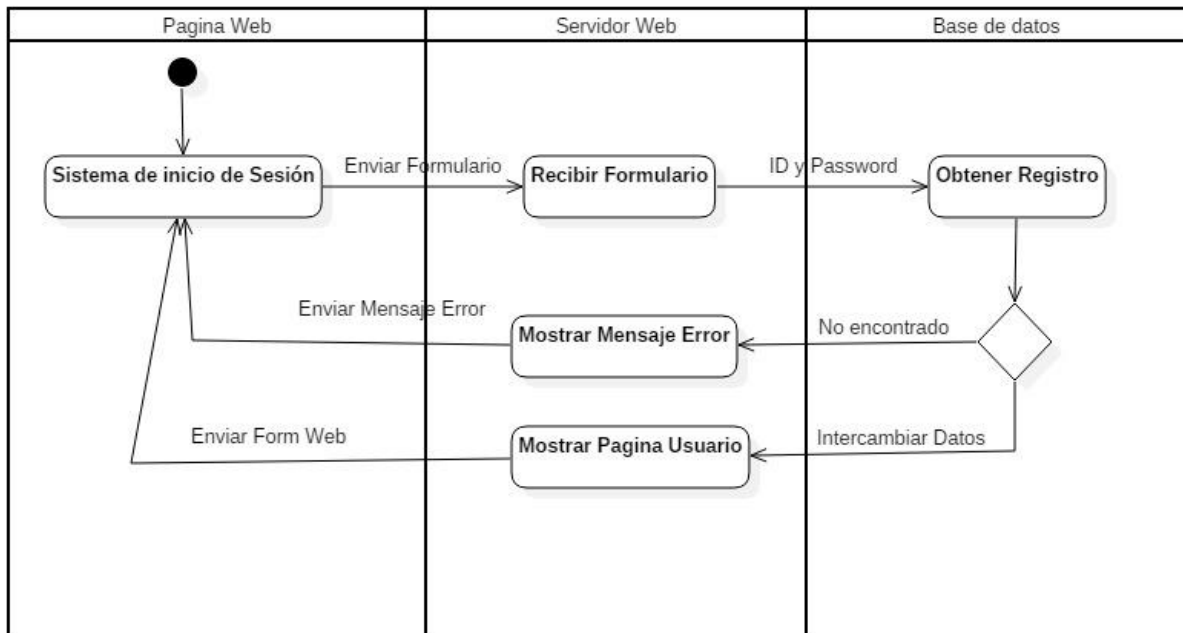 Pagina Web
Servidor Web
Base de datos
Sistema de inicio de Sesión
Enviar Formulario
Recibir Formulario
ID y Password
Obtener Registro
Enviar Mensaje Error
Mostrar Mensaje Error
No encontrado
Enviar Form Web
Mostrar Pagina Usuario
Intercambiar Datos